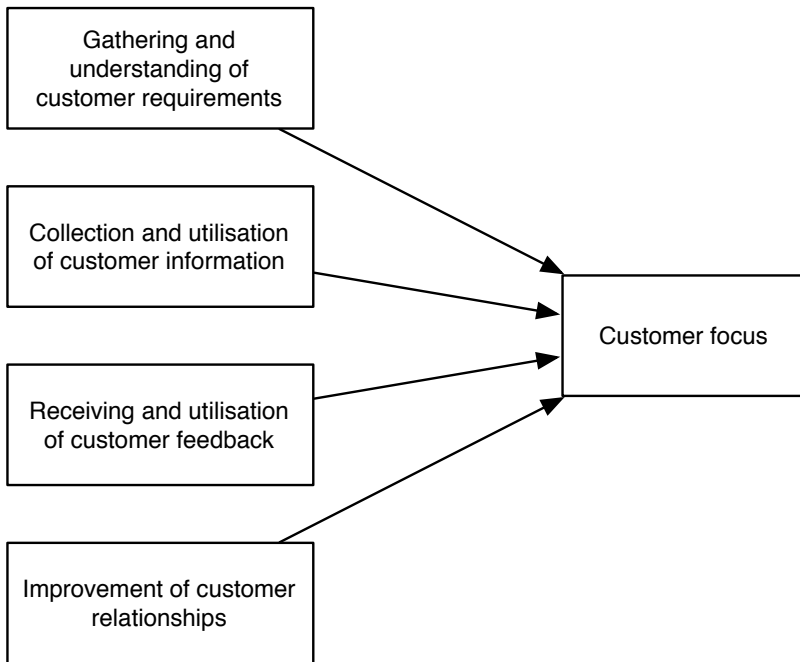 Gathering and
understanding of
customer requirements
Collection and utilisation
of customer information
Customer focus
Receiving and utilisation
of customer feedback
Improvement of customer
relationships